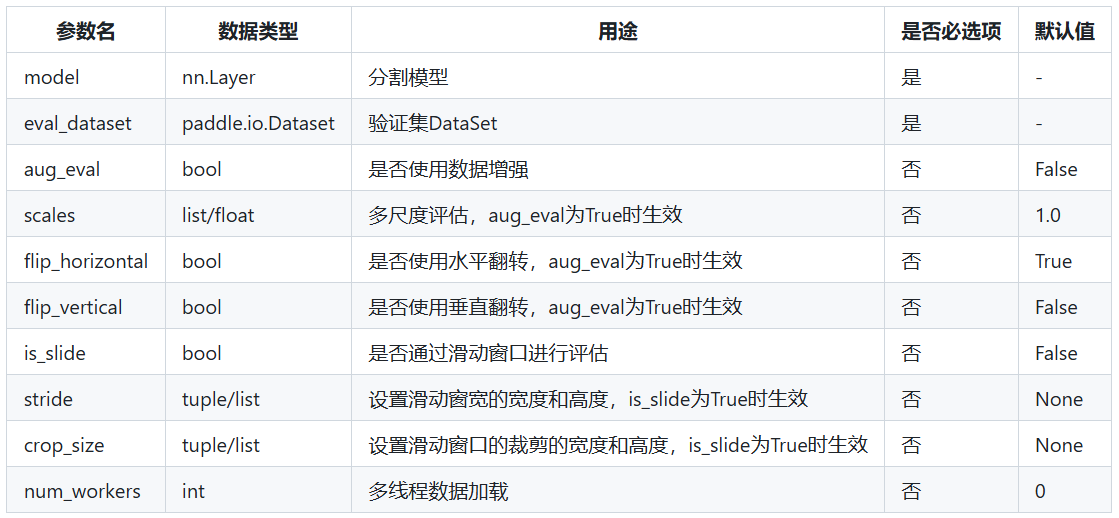 参数名 数据类型 用途 是否必选项 默认值
model nn.Layer 分割模型 是 -
eval_dataset paddle.io.Dataset 验证集DataSet 是 -
aug_eval bool 是否使用数据增强 否 False
scales list/float 多尺度评估，aug_eval为True时生效 否 1.0
flip_horizontal bool 是否使用水平翻转，aug_eval为True时生效 否 True
flip_vertical bool 是否使用垂直翻转，aug_eval为True时生效 否 False
is_slide bool 是否通过滑动窗口进行评估 否 False
stride tuple/list 设置滑动窗宽的宽度和高度，is_slide为True时生效 否 None
crop_size tuple/list 设置滑动窗口的裁剪的宽度和高度，is_slide为True时生效 否 None
num_workers int 多线程数据加载 否 0